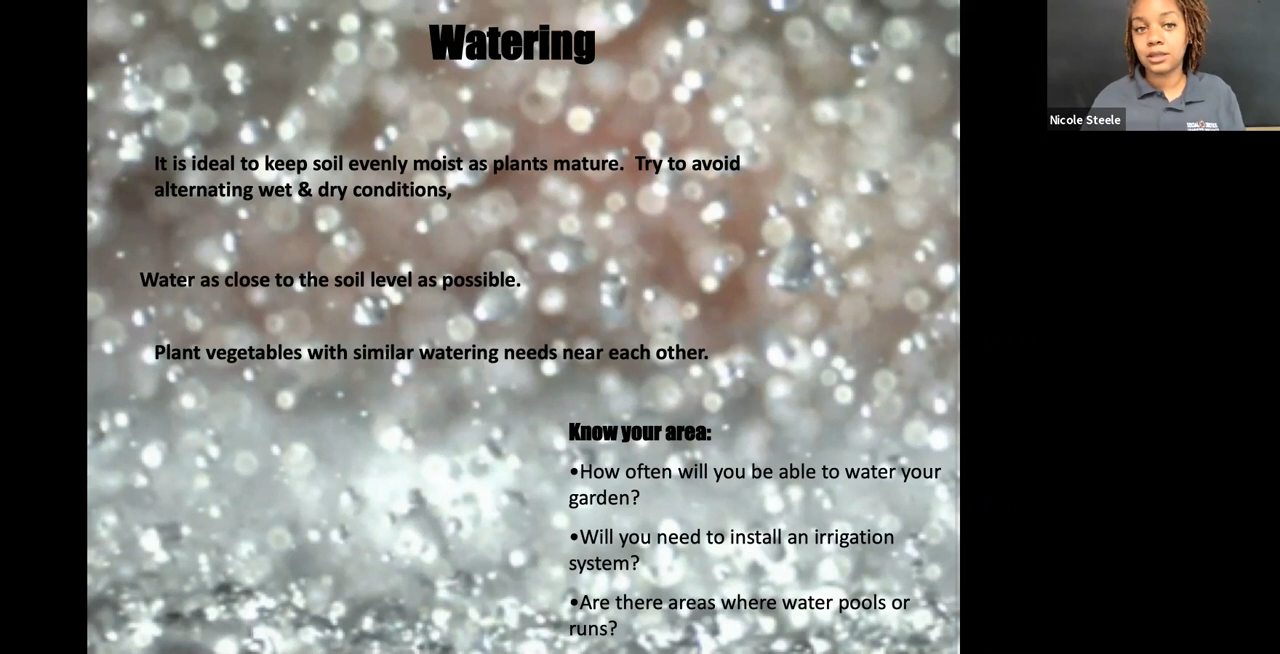 Watering
Nicole Steele
It is ideal to keep soil evenly moist as plants mature.  Try to avoid
alternating wet & dry conditions,
Water as close to the soil level as possible.
Plant vegetables with similar watering needs near each other.
Know your area:
•How often will you be able to water your
garden?
•Will you need to install an irrigation
system?
•Are there areas where water pools or
runs?